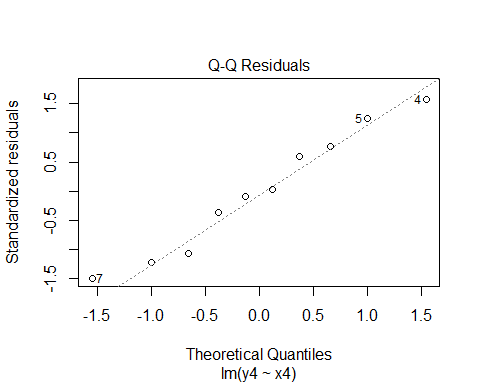 Q-Q Residuals
Standardized residuals
1.5
0.5
-0.5
-1.5
4
5
7
-1.5 -1.0 -0.5 0.0 0.5 1.0 1.5
Theoretical Quantiles
lm(y4 ~ x4)